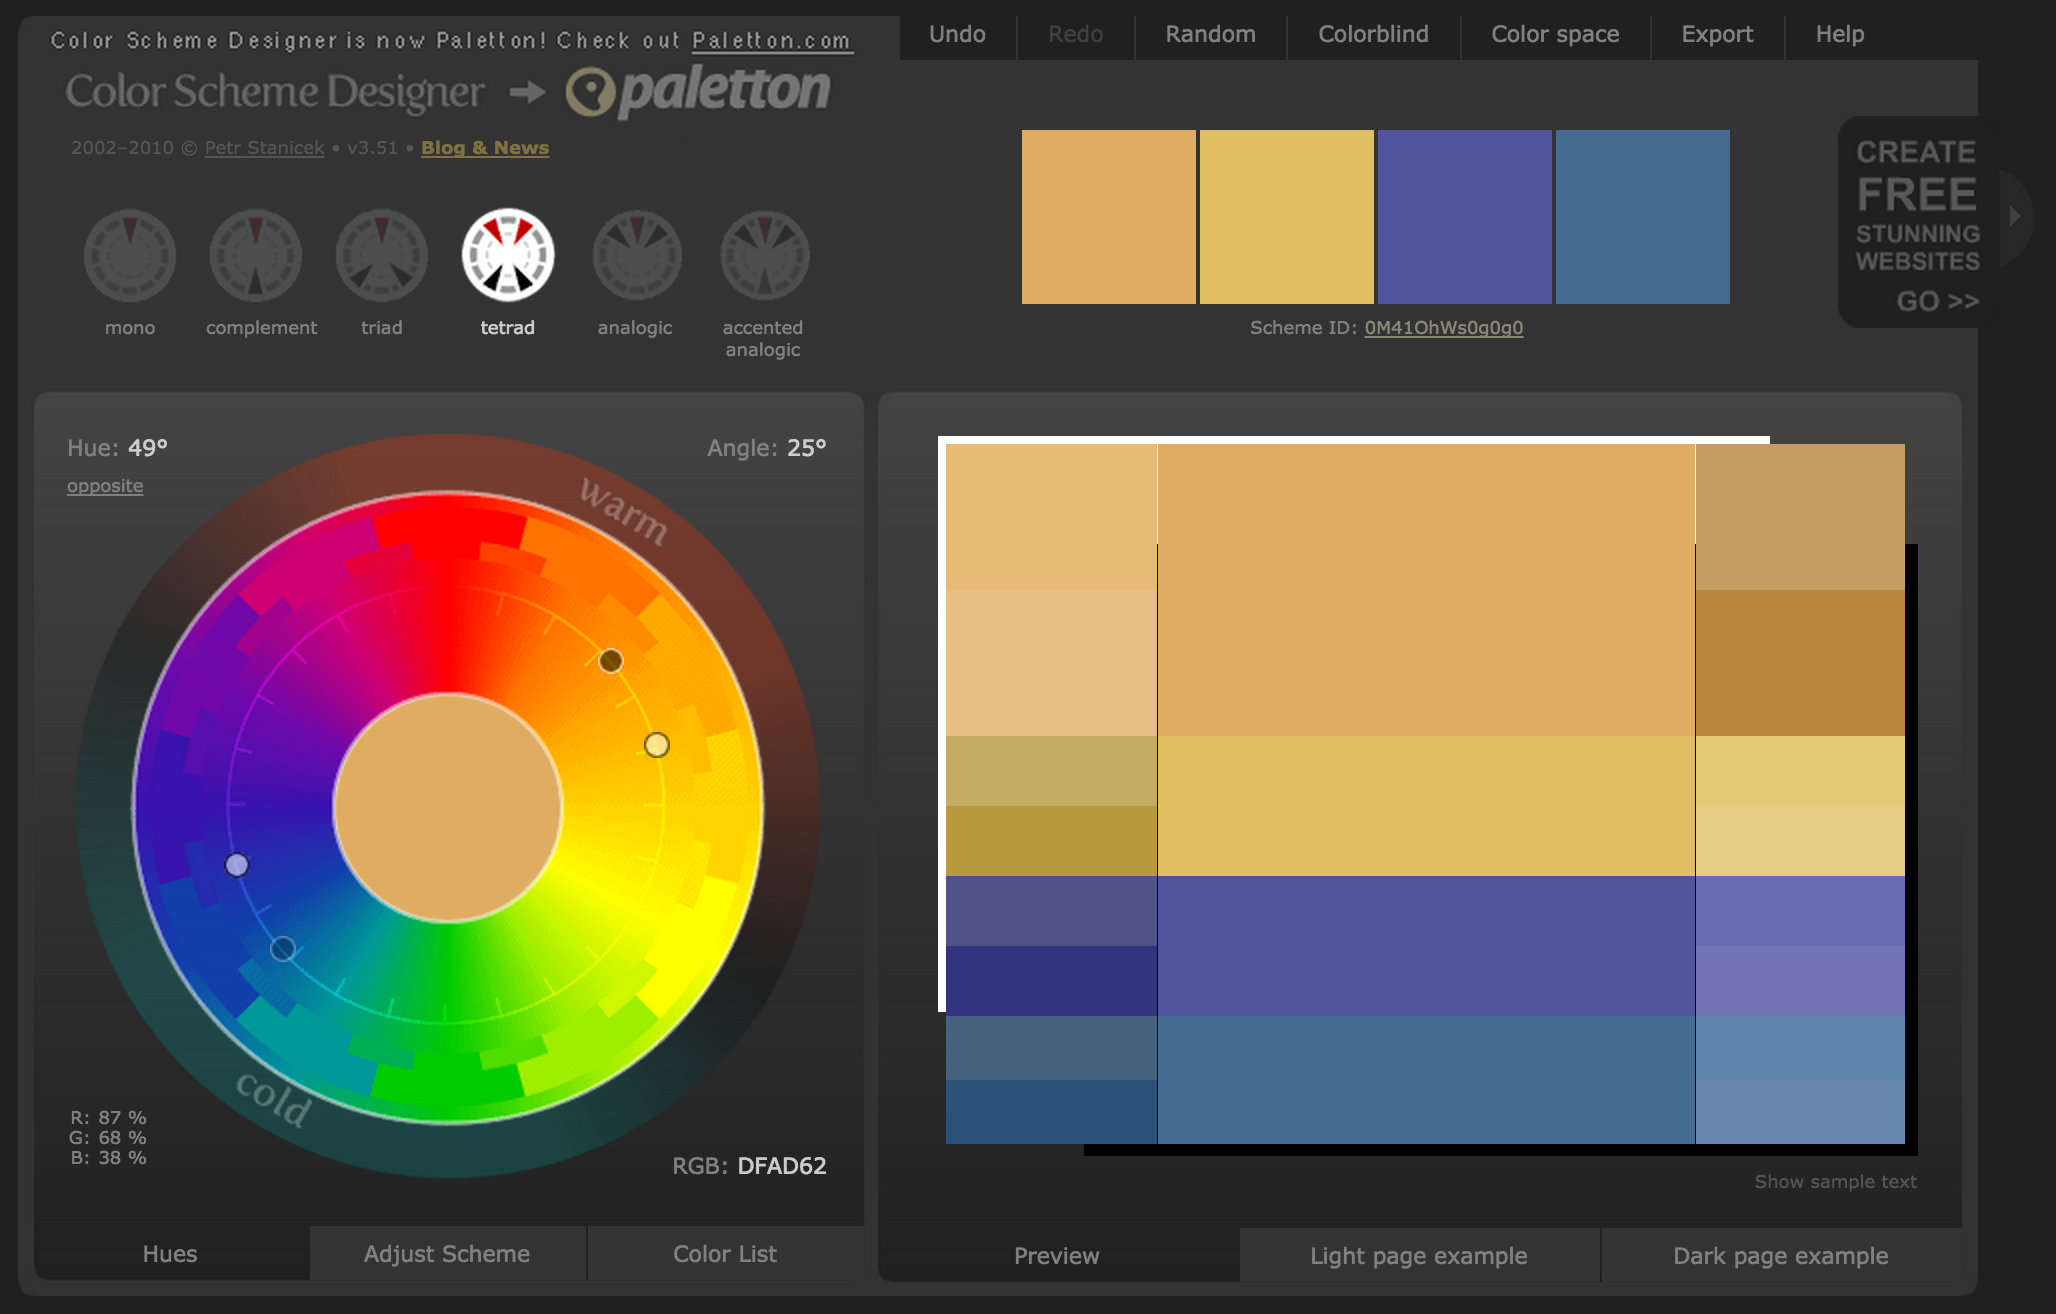 Color Scheme Designer is now Paletton! Check out Paletton.com
Undo
Redo
Random
Colorblind
Color space
Export
Help
Color Scheme Designer → paletton
2002–2010 © Petr Stanicek • v3.51 • Blog & News
CREATE
FREE
STUNNING
WEBSITES
GO >>
mono
complement
triad
tetrad
analogic
accented
analogic
Scheme ID: 0M41OhWs0g0g0
Hue: 49°
Angle: 25°
opposite
warm
cold
R: 87 %
G: 68 %
B: 38 %
RGB: DFAD62
Show sample text
Hues
Adjust Scheme
Color List
Preview
Light page example
Dark page example